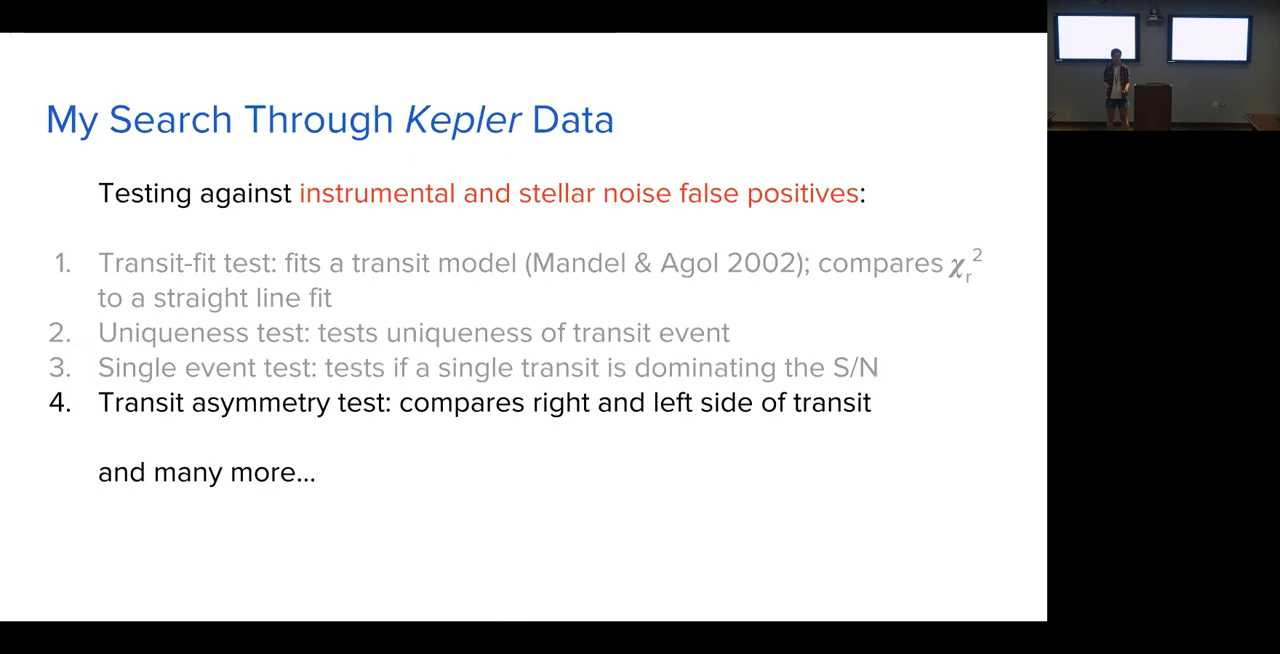 My Search Through Kepler Data
Testing against instrumental and stellar noise false positives:
1. Transit-fit test: fits a transit model (Mandel & Agol 2002); compares χᵣ²
to a straight line fit
2. Uniqueness test: tests uniqueness of transit event
3. Single event test: tests if a single transit is dominating the S/N
4. Transit asymmetry test: compares right and left side of transit
and many more...